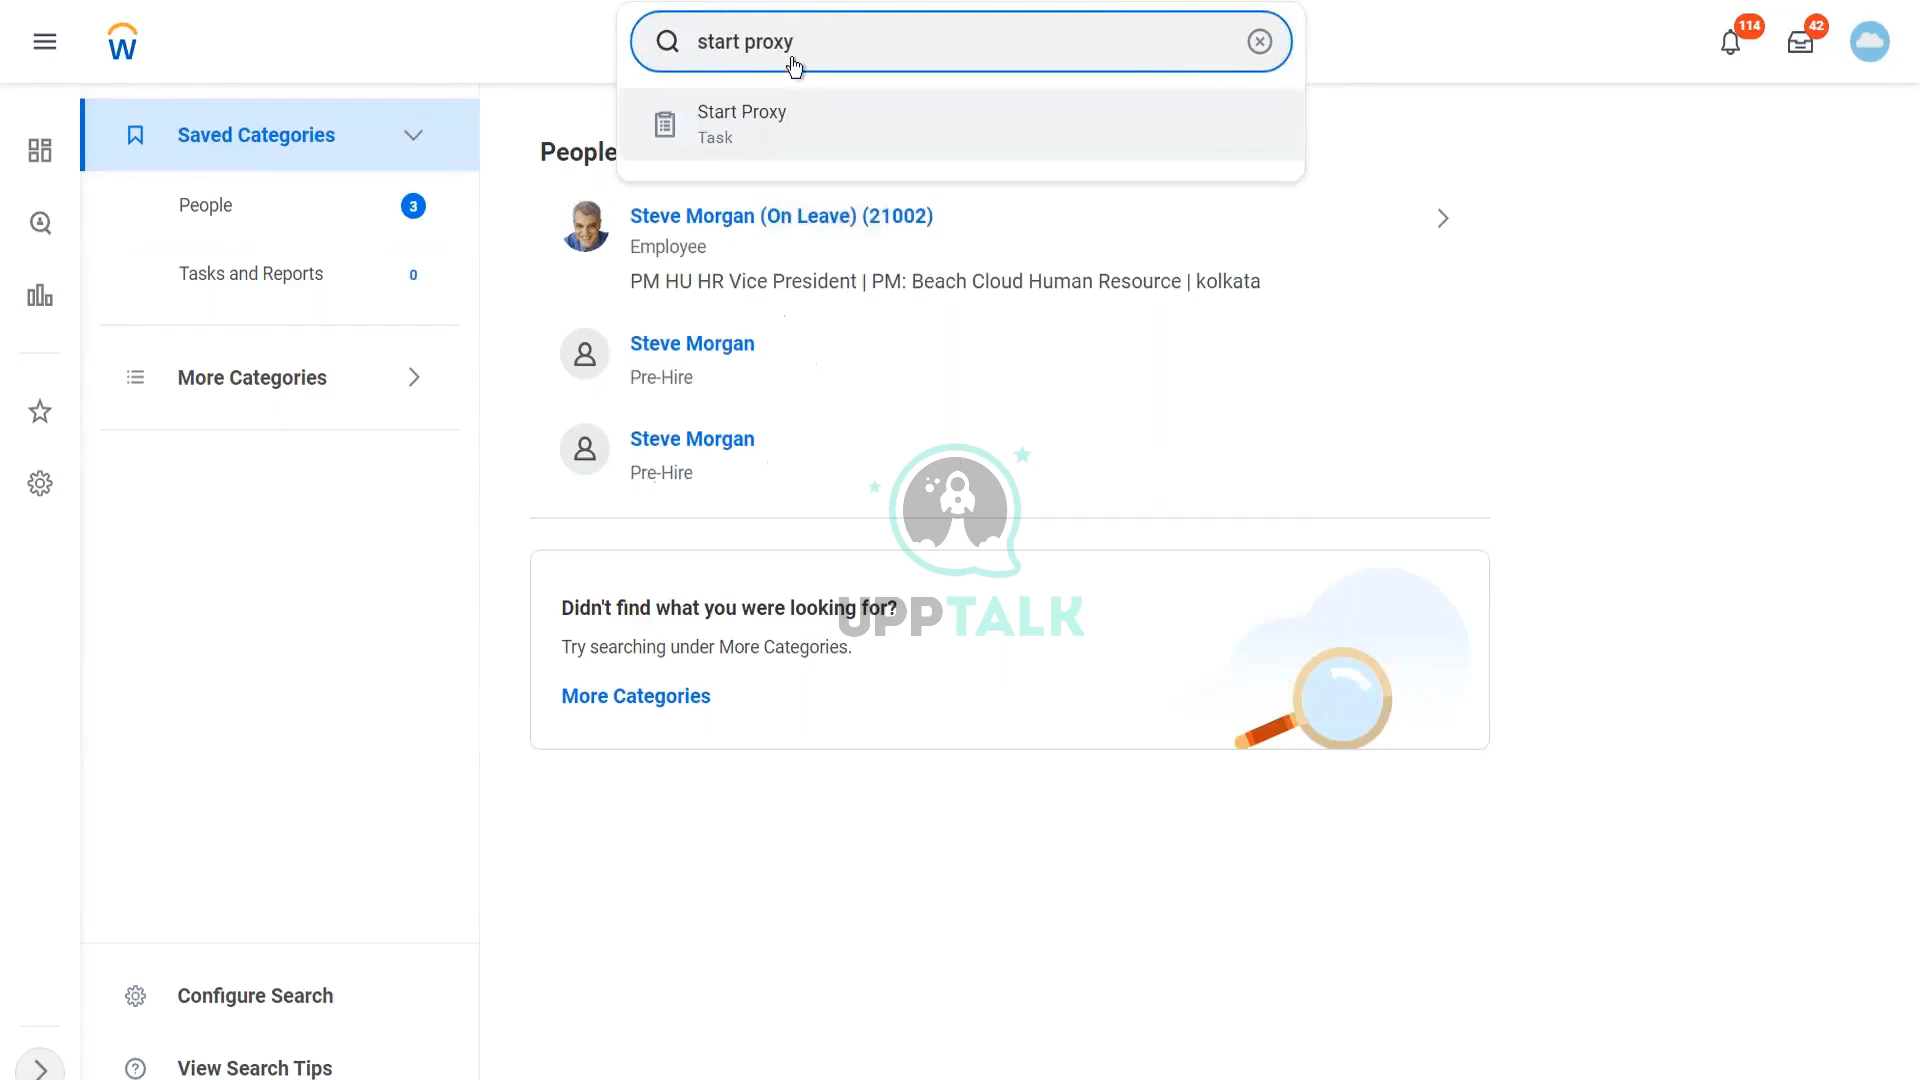 W
start proxy
114
42
Start Proxy
Task
Saved Categories
People
3
Tasks and Reports
0
More Categories
Configure Search
View Search Tips
People
Steve Morgan (On Leave) (21002)
Employee
PM HU HR Vice President | PM: Beach Cloud Human Resource | kolkata
Steve Morgan
Pre-Hire
Steve Morgan
Pre-Hire
Didn't find what you were looking for?
Try searching under More Categories.
More Categories
UPPTALK